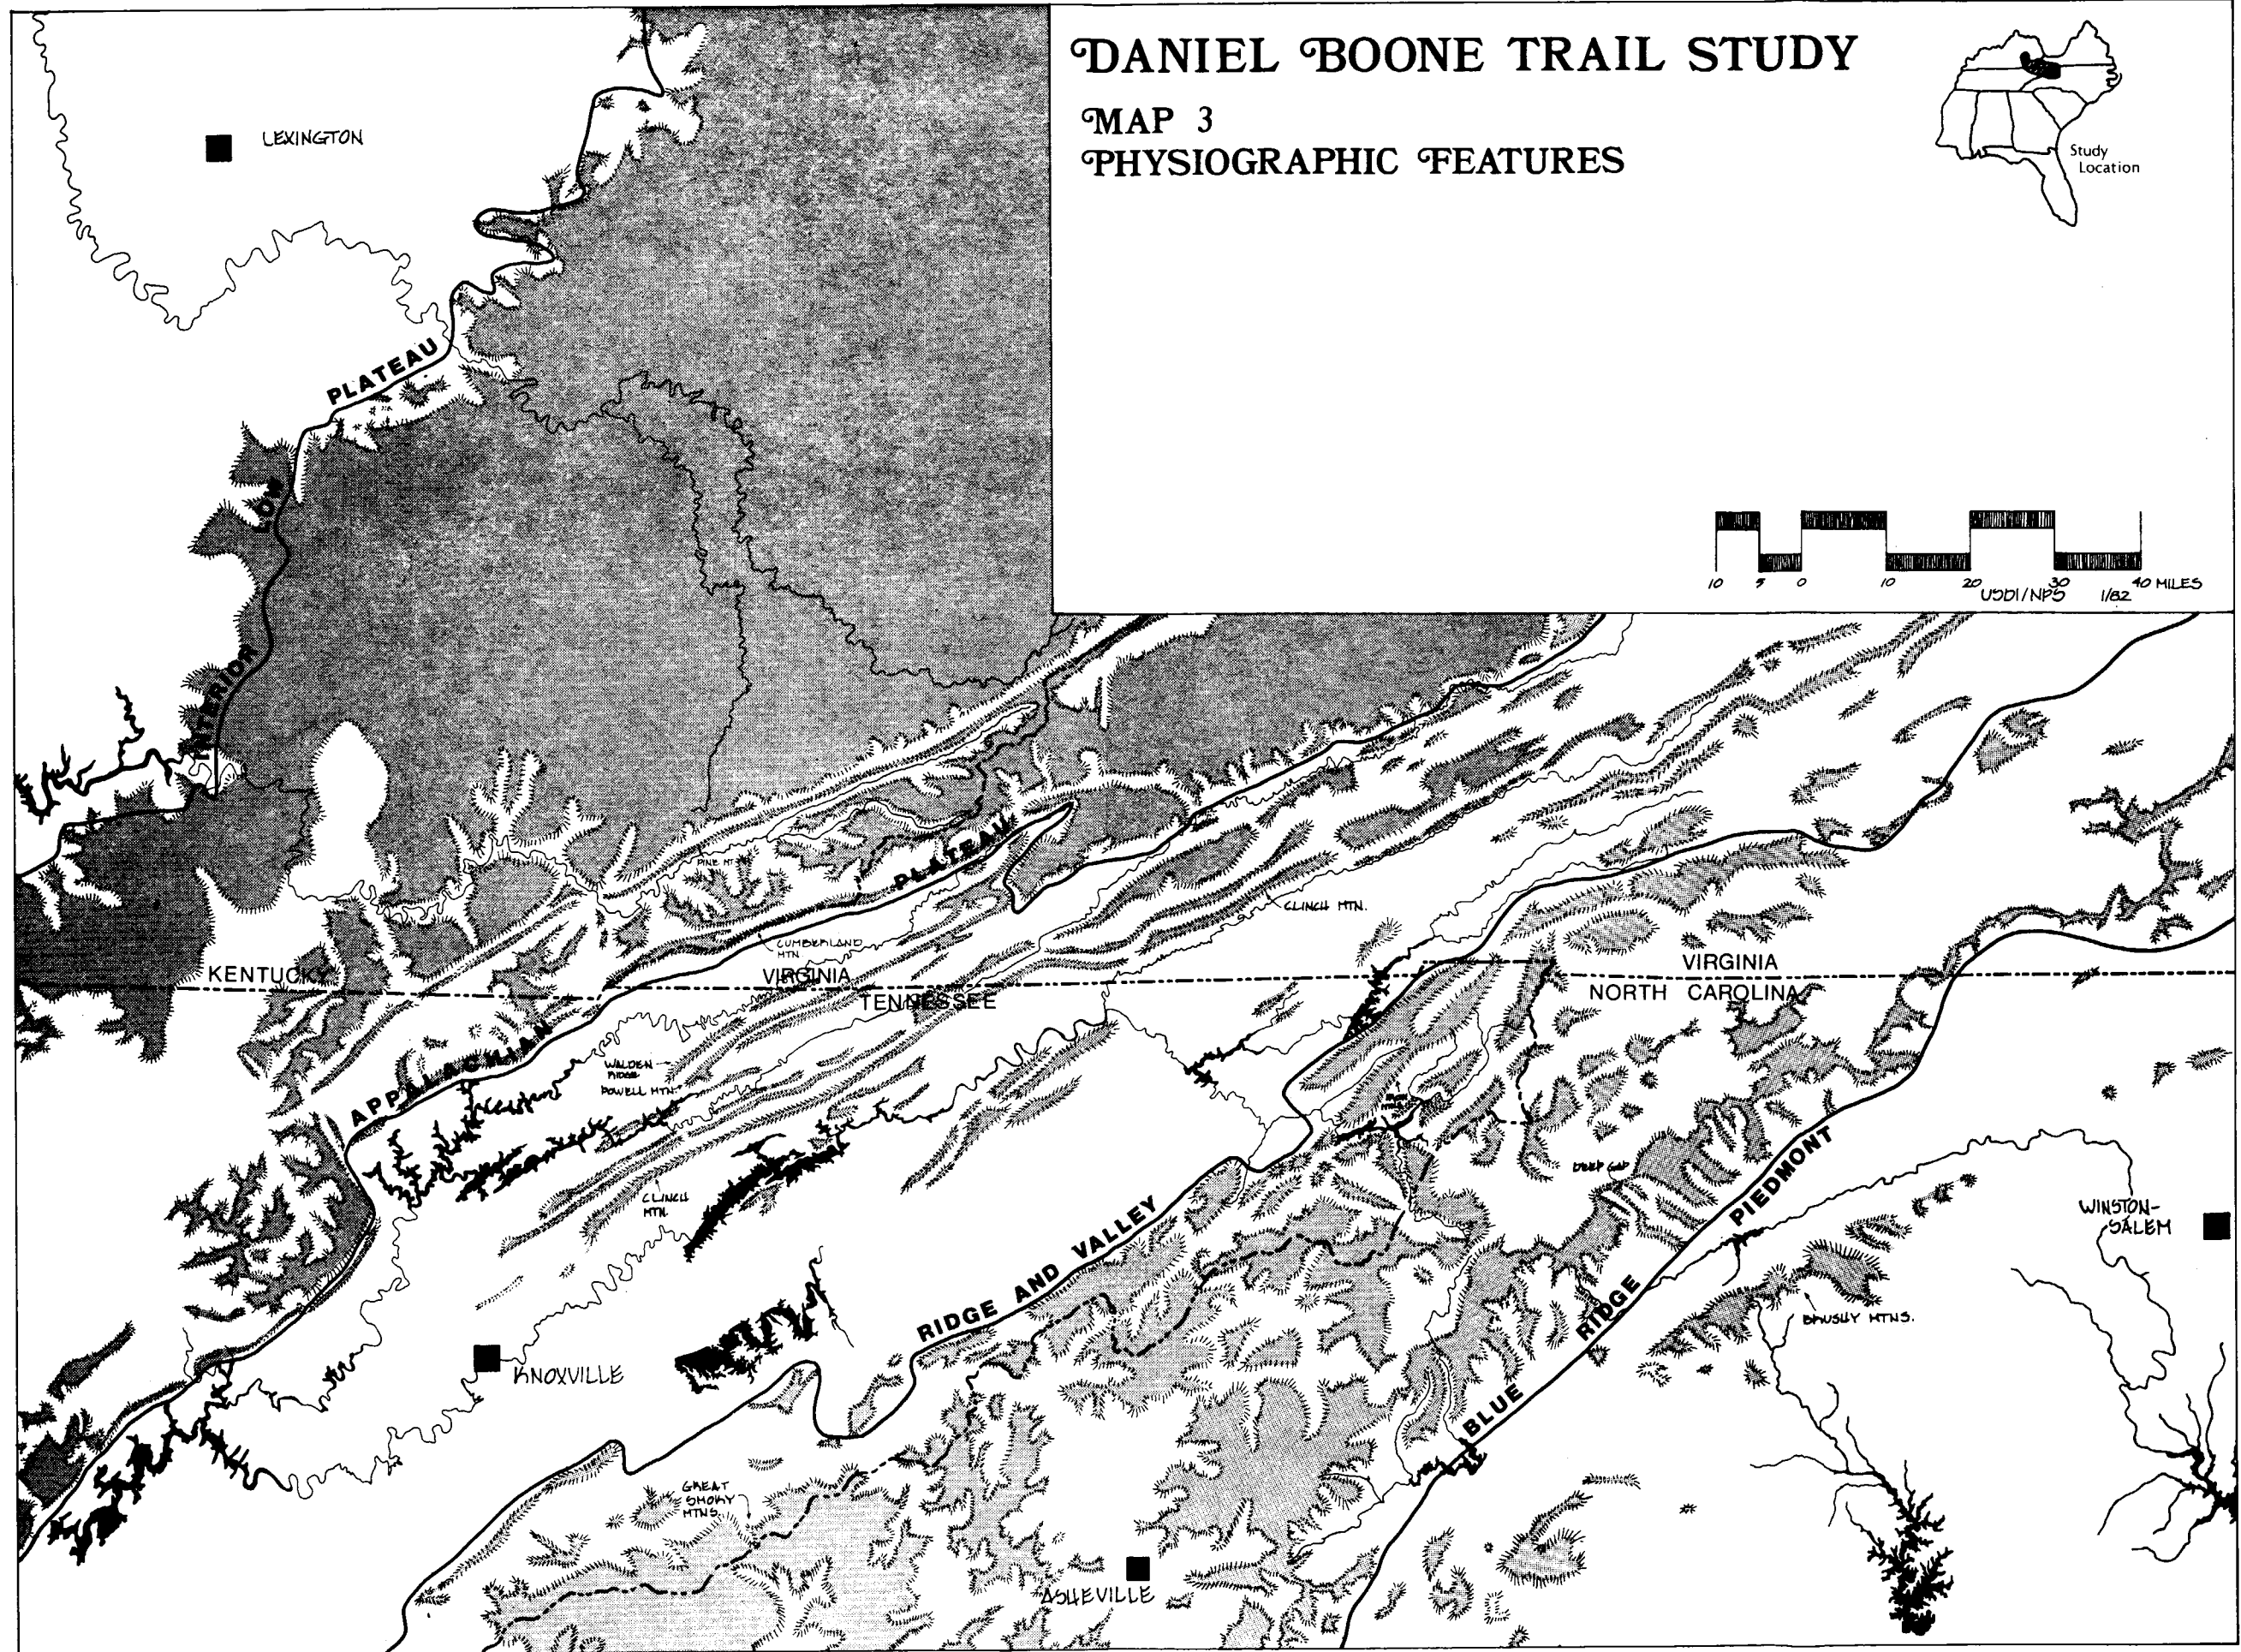 DANIEL BOONE TRAIL STUDY
MAP 3
PHYSIOGRAPHIC FEATURES
Study
Location
10 5 0 10 20 30 40 MILES
USDI/NPS 1/82
LEXINGTON
INTERIOR LOW PLATEAU
PINE MT
APPALACHIAN PLATEAU
CLINCH MTN.
CUMBERLAND
MTN
KENTUCKY
VIRGINIA
TENNESSEE
VIRGINIA
NORTH CAROLINA
WALDEN
RIDGE
POWELL MTN.
DEEP GAP
CLINCH
MTN.
RIDGE AND VALLEY
BLUE RIDGE
PIEDMONT
WINSTON-
SALEM
BRUSHY MTNS.
KNOXVILLE
GREAT
SMOKY
MTNS.
ASHEVILLE